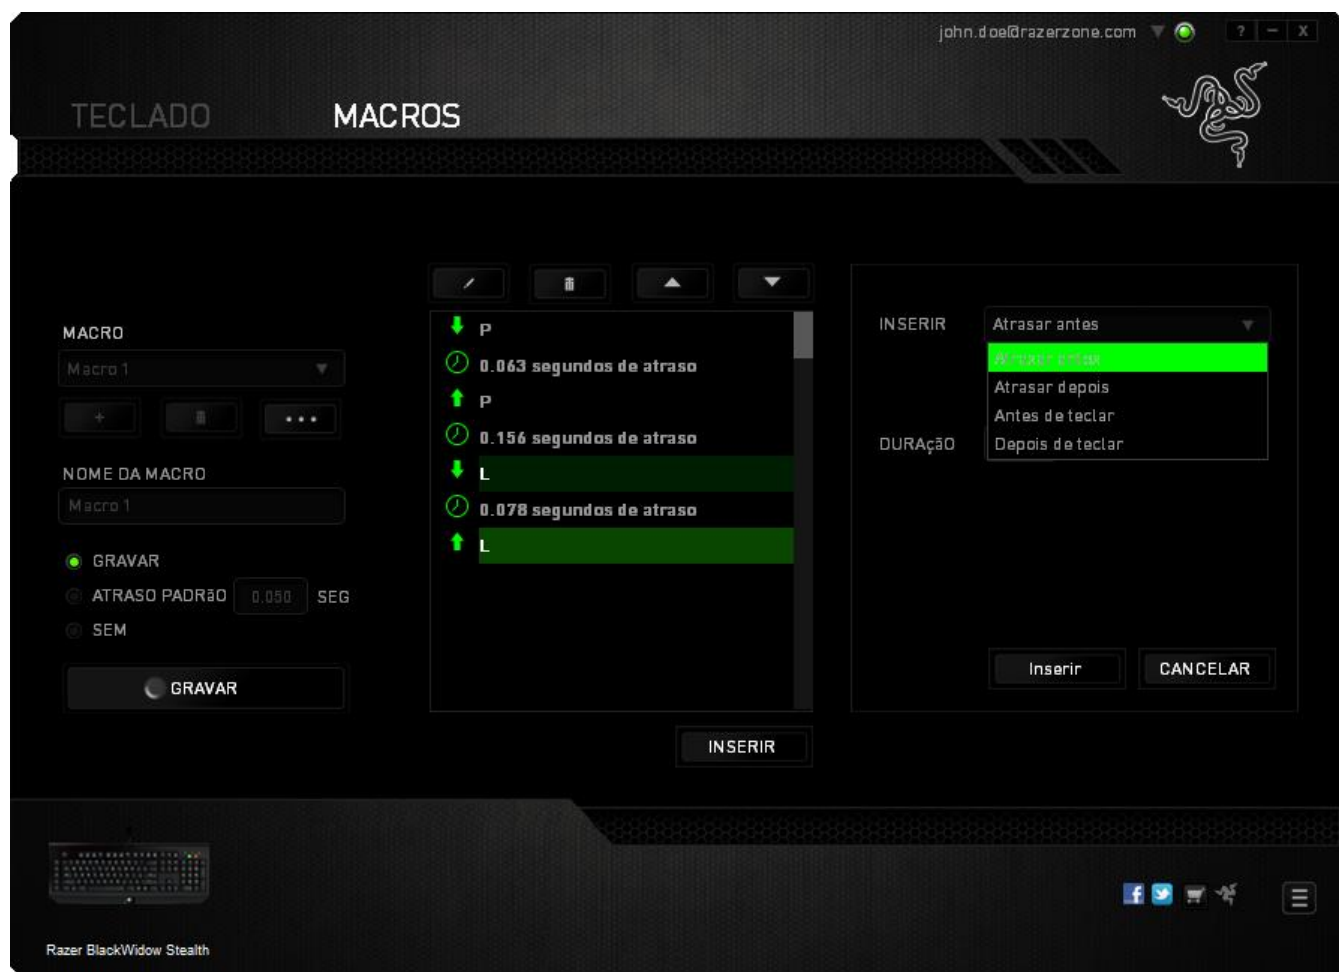 john.doe@razerzone.com
? – X
TECLADO MACROS
MACRO
Macro 1
NOME DA MACRO
Macro 1
GRAVAR
ATRASO PADRãO 0.050 SEG
SEM
GRAVAR
P
0.063 segundos de atraso
P
0.156 segundos de atraso
L
0.078 segundos de atraso
L
INSERIR
INSERIR Atrasar antes
Atrasar antes
Atrasar depois
Antes de teclar
DURAçãO Depois de teclar
Inserir CANCELAR
Razer BlackWidow Stealth